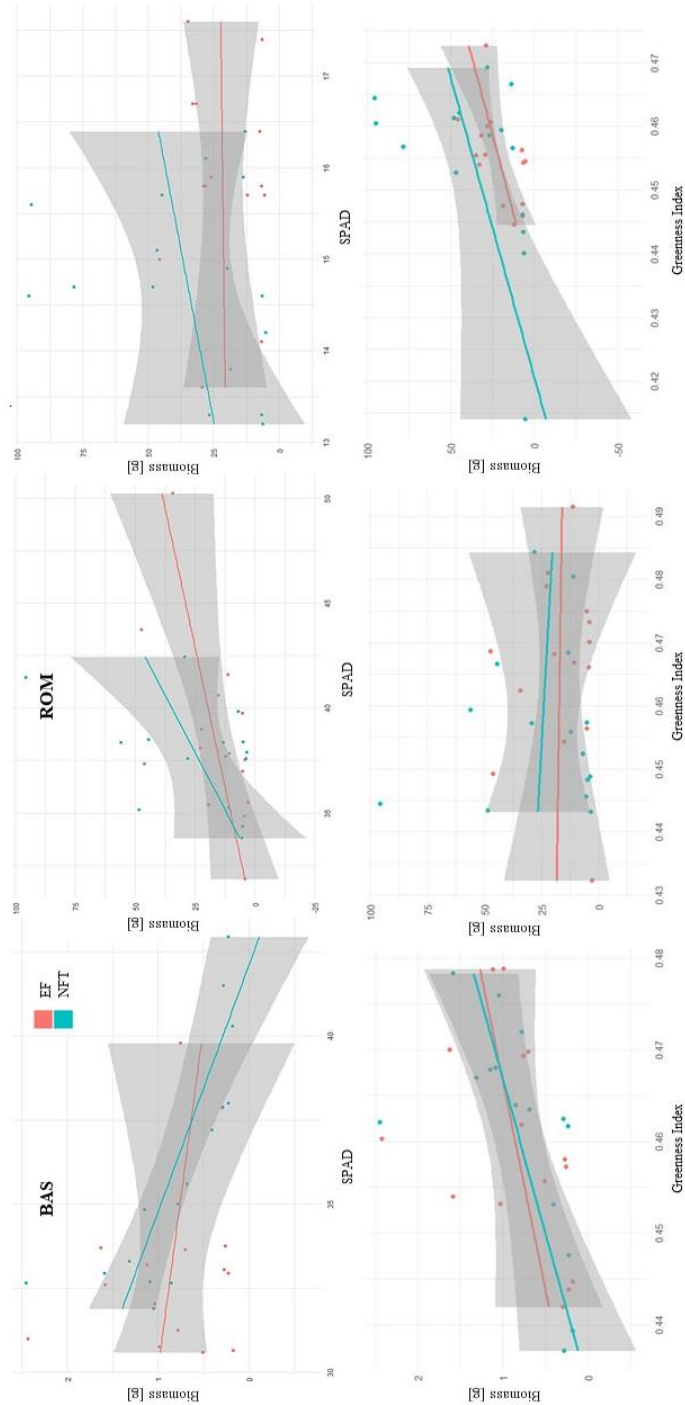 BAS
EF
NFT
Biomass [g]
2
1
0
30 35 40
SPAD
ROM
Biomass [g]
100
75
50
25
0
-25
35 40 45 50
SPAD
Biomass [g]
100
75
50
25
0
13 14 15 16 17
SPAD
Biomass [g]
2
1
0
0.44 0.45 0.46 0.47 0.48
Greenness Index
Biomass [g]
100
75
50
25
0
0.43 0.44 0.45 0.46 0.47 0.48 0.49
Greenness Index
Biomass [g]
100
50
0
-50
0.42 0.43 0.44 0.45 0.46 0.47
Greenness Index